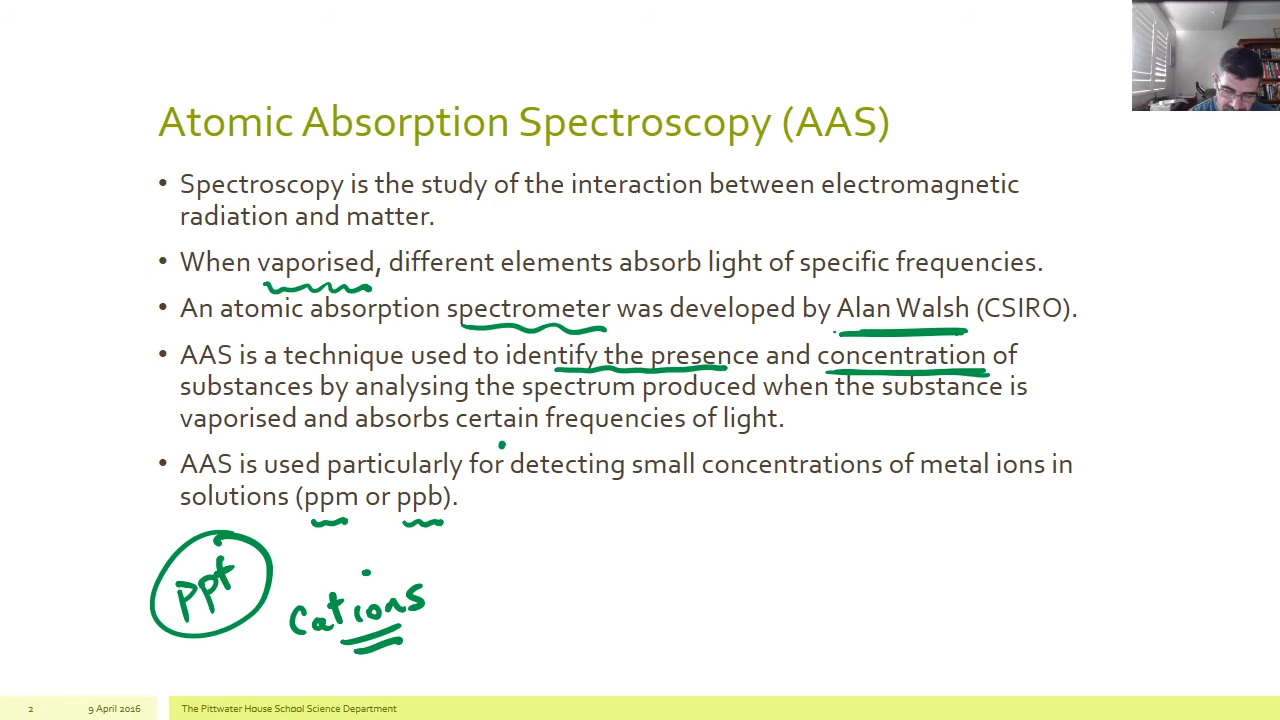 Atomic Absorption Spectroscopy (AAS)
• Spectroscopy is the study of the interaction between electromagnetic
radiation and matter.
• When vaporised, different elements absorb light of specific frequencies.
• An atomic absorption spectrometer was developed by Alan Walsh (CSIRO).
• AAS is a technique used to identify the presence and concentration of
substances by analysing the spectrum produced when the substance is
vaporised and absorbs certain frequencies of light.
• AAS is used particularly for detecting small concentrations of metal ions in
solutions (ppm or ppb).
ppt
Cations
2 9 April 2016 The Pittwater House School Science Department